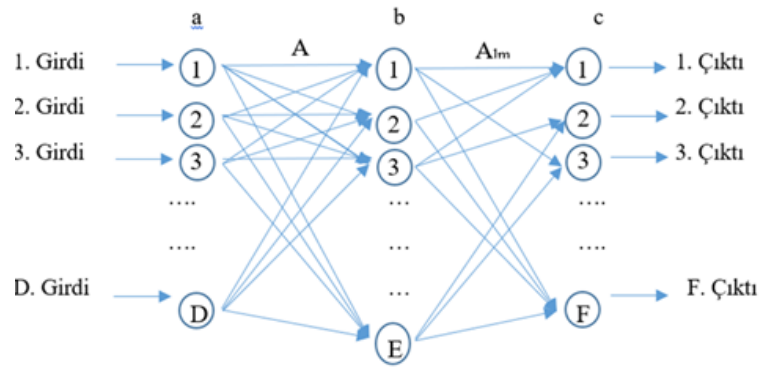 a b c
A Alm
1. Girdi 1 1 1 1. Çıktı
2. Girdi 2 2 2 2. Çıktı
3. Girdi 3 3 3 3. Çıktı
.... ... ....
.... ... ....
...
D. Girdi D E F F. Çıktı